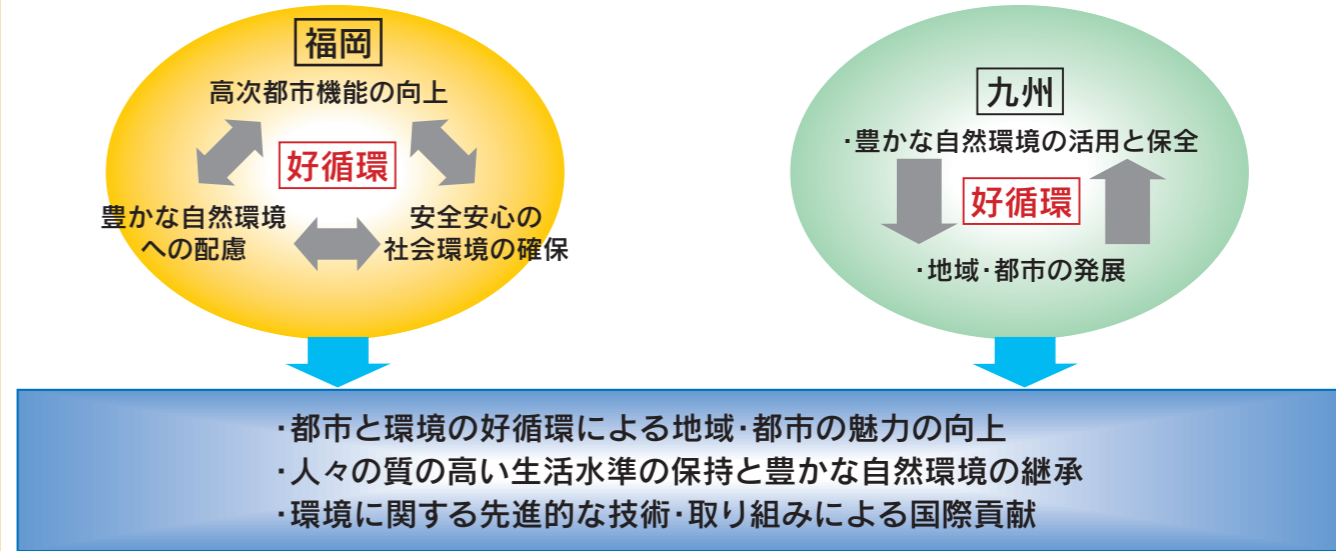 福岡
高次都市機能の向上
好循環
豊かな自然環境
への配慮
安全安心の
社会環境の確保
九州
・豊かな自然環境の活用と保全
好循環
・地域・都市の発展
・都市と環境の好循環による地域・都市の魅力の向上
・人々の質の高い生活水準の保持と豊かな自然環境の継承
・環境に関する先進的な技術・取り組みによる国際貢献